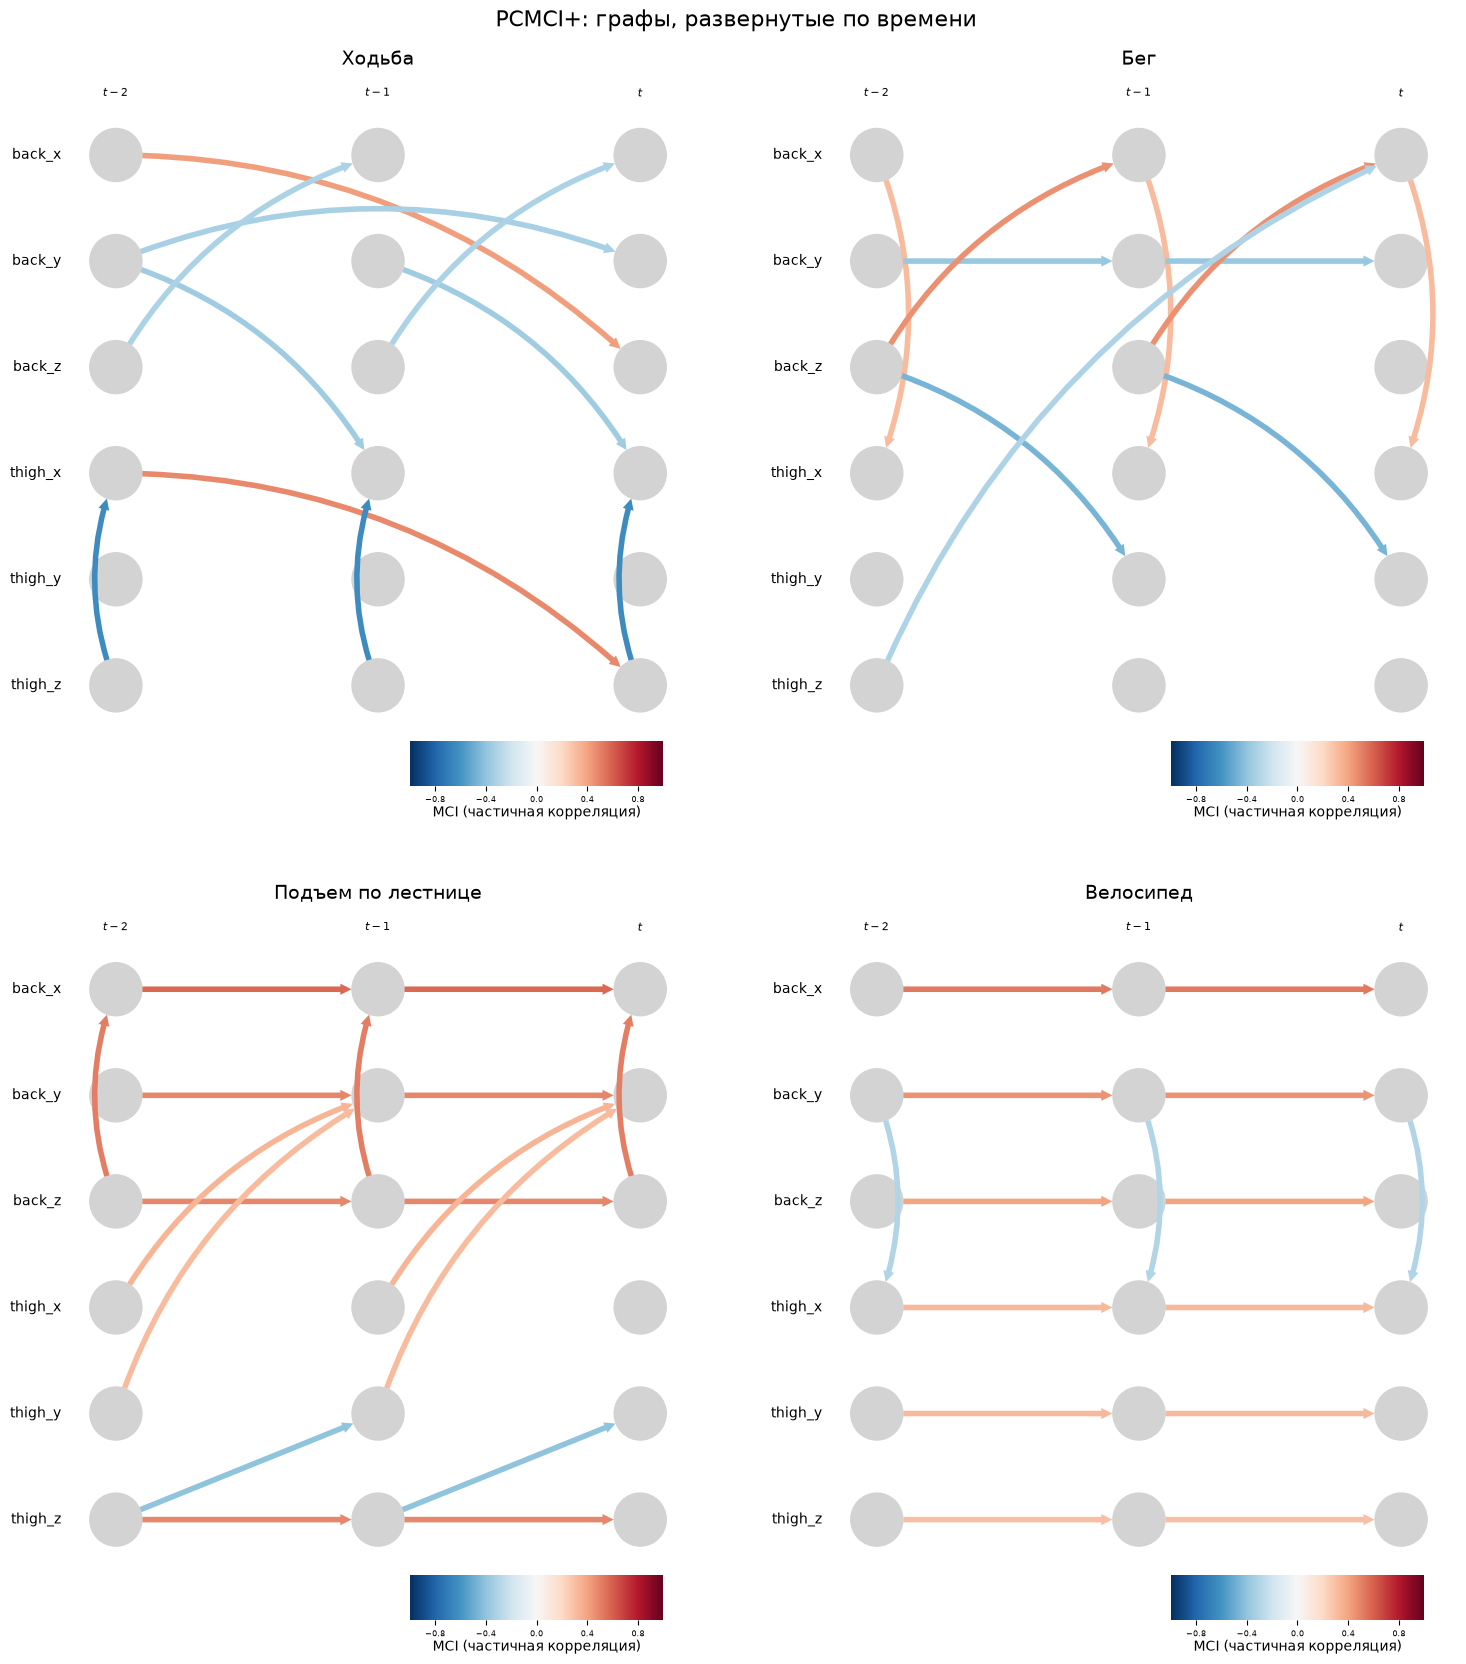 PCMCI+: графы, развернутые по времени
Ходьба
t − 2 t − 1 t
back_x
back_y
back_z
thigh_x
thigh_y
thigh_z
−0.8 −0.4 0.0 0.4 0.8
MCI (частичная корреляция)
Бег
t − 2 t − 1 t
back_x
back_y
back_z
thigh_x
thigh_y
thigh_z
−0.8 −0.4 0.0 0.4 0.8
MCI (частичная корреляция)
Подъем по лестнице
t − 2 t − 1 t
back_x
back_y
back_z
thigh_x
thigh_y
thigh_z
−0.8 −0.4 0.0 0.4 0.8
MCI (частичная корреляция)
Велосипед
t − 2 t − 1 t
back_x
back_y
back_z
thigh_x
thigh_y
thigh_z
−0.8 −0.4 0.0 0.4 0.8
MCI (частичная корреляция)